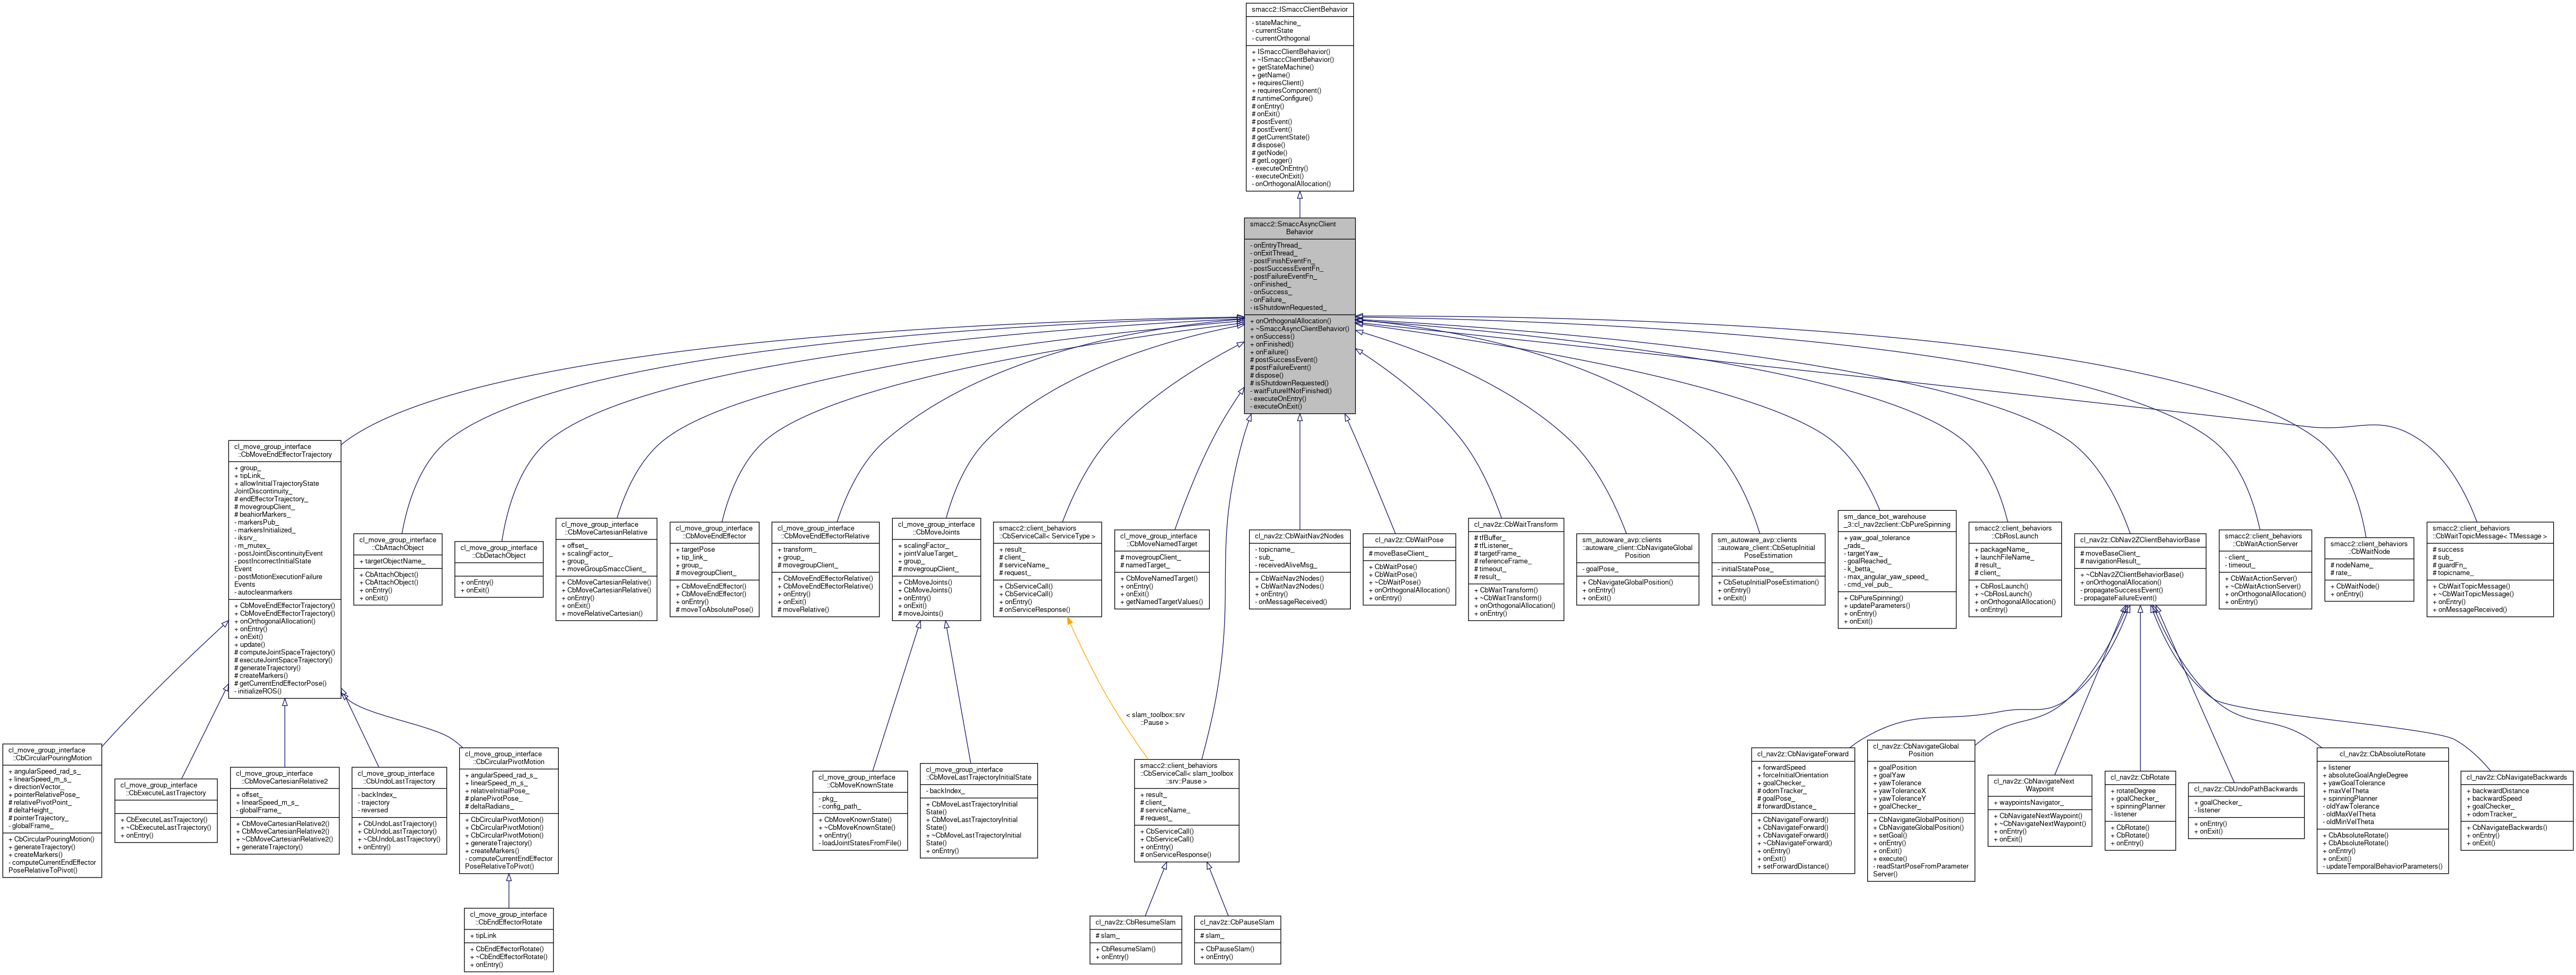 smacc2::ISmaccClientBehavior
- stateMachine_
- currentState
- currentOrthogonal
+ ISmaccClientBehavior()
+ ~ISmaccClientBehavior()
+ getStateMachine()
+ getName()
+ requiresClient()
+ requiresComponent()
# runtimeConfigure()
# onEntry()
# onExit()
# postEvent()
# postEvent()
# getCurrentState()
# dispose()
# getNode()
# getLogger()
- executeOnEntry()
- executeOnExit()
- onOrthogonalAllocation()
smacc2::SmaccAsyncClient
Behavior
- onEntryThread_
- onExitThread_
- postFinishEventFn_
- postSuccessEventFn_
- postFailureEventFn_
- onFinished_
- onSuccess_
- onFailure_
- isShutdownRequested_
+ onOrthogonalAllocation()
+ ~SmaccAsyncClientBehavior()
+ onSuccess()
+ onFinished()
+ onFailure()
# postSuccessEvent()
# postFailureEvent()
# dispose()
# isShutdownRequested()
- waitFutureIfNotFinished()
- executeOnEntry()
- executeOnExit()
cl_move_group_interface
::CbMoveEndEffectorTrajectory
+ group_
+ tipLink_
+ allowInitialTrajectoryState
JointDiscontinuity_
# endEffectorTrajectory_
# movegroupClient_
# beahiorMarkers_
- markersPub_
- markersInitialized_
- iksrv_
- m_mutex_
- postJointDiscontinuityEvent
- postIncorrectInitialState
Event
- postMotionExecutionFailure
Events
- autocleanmarkers
+ CbMoveEndEffectorTrajectory()
+ CbMoveEndEffectorTrajectory()
+ onOrthogonalAllocation()
+ onEntry()
+ onExit()
+ update()
# computeJointSpaceTrajectory()
# executeJointSpaceTrajectory()
# generateTrajectory()
# createMarkers()
# getCurrentEndEffectorPose()
- initializeROS()
cl_move_group_interface
::CbAttachObject
+ targetObjectName_
+ CbAttachObject()
+ CbAttachObject()
+ onEntry()
+ onExit()
cl_move_group_interface
::CbDetachObject
+ onEntry()
+ onExit()
cl_move_group_interface
::CbMoveCartesianRelative
+ offset_
+ scalingFactor_
+ group_
+ moveGroupSmaccClient_
+ CbMoveCartesianRelative()
+ CbMoveCartesianRelative()
+ onEntry()
+ onExit()
+ moveRelativeCartesian()
cl_move_group_interface
::CbMoveEndEffector
+ targetPose
+ tip_link_
+ group_
# movegroupClient_
+ CbMoveEndEffector()
+ CbMoveEndEffector()
+ onEntry()
# moveToAbsolutePose()
cl_move_group_interface
::CbMoveEndEffectorRelative
+ transform_
+ group_
# movegroupClient_
+ CbMoveEndEffectorRelative()
+ CbMoveEndEffectorRelative()
+ onEntry()
+ onExit()
# moveRelative()
cl_move_group_interface
::CbMoveJoints
+ scalingFactor_
+ jointValueTarget_
+ group_
# movegroupClient_
+ CbMoveJoints()
+ CbMoveJoints()
+ onEntry()
+ onExit()
# moveJoints()
smacc2::client_behaviors
::CbServiceCall< ServiceType >
+ result_
# client_
# serviceName_
# request_
+ CbServiceCall()
+ CbServiceCall()
+ onEntry()
# onServiceResponse()
cl_move_group_interface
::CbMoveNamedTarget
# movegroupClient_
# namedTarget_
+ CbMoveNamedTarget()
+ onEntry()
+ onExit()
+ getNamedTargetValues()
cl_nav2z::CbWaitNav2Nodes
- topicname_
- sub_
- receivedAliveMsg_
+ CbWaitNav2Nodes()
+ CbWaitNav2Nodes()
+ onEntry()
- onMessageReceived()
cl_nav2z::CbWaitPose
# moveBaseClient_
+ CbWaitPose()
+ ~CbWaitPose()
+ onOrthogonalAllocation()
+ onEntry()
cl_nav2z::CbWaitTransform
# tfBuffer_
# tfListener_
# targetFrame_
# referenceFrame_
# timeout_
# result_
+ CbWaitTransform()
+ ~CbWaitTransform()
+ onOrthogonalAllocation()
+ onEntry()
sm_autoware_avp::clients
::autoware_client::CbNavigateGlobal
Position
- goalPose_
+ CbNavigateGlobalPosition()
+ onEntry()
+ onExit()
sm_autoware_avp::clients
::autoware_client::CbSetupInitial
PoseEstimation
- initialStatePose_
+ CbSetupInitialPoseEstimation()
+ onEntry()
+ onExit()
sm_dance_bot_warehouse
_3::cl_nav2zclient::CbPureSpinning
+ yaw_goal_tolerance
_rads_
- targetYaw_
- goalReached_
- k_betta_
- max_angular_yaw_speed_
- cmd_vel_pub_
+ CbPureSpinning()
+ updateParameters()
+ onEntry()
+ onExit()
smacc2::client_behaviors
::CbRosLaunch
+ packageName_
+ launchFileName_
# result_
# client_
+ CbRosLaunch()
+ ~CbRosLaunch()
+ onOrthogonalAllocation()
+ onEntry()
cl_nav2z::CbNav2ZClientBehaviorBase
# moveBaseClient_
# navigationResult_
+ ~CbNav2ZClientBehaviorBase()
+ onOrthogonalAllocation()
- propagateSuccessEvent()
- propagateFailureEvent()
smacc2::client_behaviors
::CbWaitActionServer
- client_
- timeout_
+ CbWaitActionServer()
+ ~CbWaitActionServer()
+ onOrthogonalAllocation()
+ onEntry()
smacc2::client_behaviors
::CbWaitNode
# nodeName_
# rate_
+ CbWaitNode()
+ onEntry()
smacc2::client_behaviors
::CbWaitTopicMessage< TMessage >
# success
# sub_
# guardFn_
# topicname_
+ CbWaitTopicMessage()
+ ~CbWaitTopicMessage()
+ onEntry()
+ onMessageReceived()
< slam_toolbox::srv
::Pause >
cl_move_group_interface
::CbCircularPouringMotion
+ angularSpeed_rad_s_
+ linearSpeed_m_s_
+ directionVector_
+ pointerRelativePose_
# relativePivotPoint_
# deltaHeight_
# pointerTrajectory_
- globalFrame_
+ CbCircularPouringMotion()
+ generateTrajectory()
+ createMarkers()
- computeCurrentEndEffector
PoseRelativeToPivot()
cl_move_group_interface
::CbExecuteLastTrajectory
+ CbExecuteLastTrajectory()
+ ~CbExecuteLastTrajectory()
+ onEntry()
cl_move_group_interface
::CbMoveCartesianRelative2
+ offset_
+ linearSpeed_m_s_
- globalFrame_
+ CbMoveCartesianRelative2()
+ CbMoveCartesianRelative2()
+ ~CbMoveCartesianRelative2()
+ generateTrajectory()
cl_move_group_interface
::CbUndoLastTrajectory
- backIndex_
- trajectory
- reversed
+ CbUndoLastTrajectory()
+ CbUndoLastTrajectory()
+ ~CbUndoLastTrajectory()
+ onEntry()
cl_move_group_interface
::CbCircularPivotMotion
+ angularSpeed_rad_s_
+ linearSpeed_m_s_
+ relativeInitialPose_
# planePivotPose_
# deltaRadians_
+ CbCircularPivotMotion()
+ CbCircularPivotMotion()
+ CbCircularPivotMotion()
+ generateTrajectory()
+ createMarkers()
- computeCurrentEndEffector
PoseRelativeToPivot()
cl_move_group_interface
::CbMoveKnownState
- pkg_
- config_path_
+ CbMoveKnownState()
+ ~CbMoveKnownState()
+ onEntry()
- loadJointStatesFromFile()
cl_move_group_interface
::CbMoveLastTrajectoryInitialState
- backIndex_
+ CbMoveLastTrajectoryInitial
State()
+ CbMoveLastTrajectoryInitial
State()
+ ~CbMoveLastTrajectoryInitial
State()
+ onEntry()
smacc2::client_behaviors
::CbServiceCall< slam_toolbox
::srv::Pause >
+ result_
# client_
# serviceName_
# request_
+ CbServiceCall()
+ CbServiceCall()
+ onEntry()
# onServiceResponse()
cl_nav2z::CbNavigateForward
+ forwardSpeed
+ forceInitialOrientation
+ goalChecker_
# odomTracker_
# goalPose_
# forwardDistance_
+ CbNavigateForward()
+ CbNavigateForward()
+ CbNavigateForward()
+ ~CbNavigateForward()
+ onEntry()
+ onExit()
+ setForwardDistance()
cl_nav2z::CbNavigateGlobal
Position
+ goalPosition
+ goalYaw
+ yawTolerance
+ yawToleranceX
+ yawToleranceY
+ goalChecker_
+ CbNavigateGlobalPosition()
+ CbNavigateGlobalPosition()
+ setGoal()
+ onEntry()
+ onExit()
+ execute()
- readStartPoseFromParameter
Server()
cl_nav2z::CbNavigateNext
Waypoint
+ waypointsNavigator_
+ CbNavigateNextWaypoint()
+ ~CbNavigateNextWaypoint()
+ onEntry()
+ onExit()
cl_nav2z::CbRotate
+ rotateDegree
+ goalChecker_
+ spinningPlanner
- listener
+ CbRotate()
+ CbRotate()
+ onEntry()
cl_nav2z::CbUndoPathBackwards
+ goalChecker_
- listener
+ onEntry()
+ onExit()
cl_nav2z::CbAbsoluteRotate
+ listener
+ absoluteGoalAngleDegree
+ yawGoalTolerance
+ maxVelTheta
+ spinningPlanner
- oldYawTolerance
- oldMaxVelTheta
- oldMinVelTheta
+ CbAbsoluteRotate()
+ CbAbsoluteRotate()
+ onEntry()
+ onExit()
- updateTemporalBehaviorParameters()
cl_nav2z::CbNavigateBackwards
+ backwardDistance
+ backwardSpeed
+ goalChecker_
+ odomTracker_
+ CbNavigateBackwards()
+ onEntry()
+ onExit()
cl_move_group_interface
::CbEndEffectorRotate
+ tipLink
+ CbEndEffectorRotate()
+ ~CbEndEffectorRotate()
+ onEntry()
cl_nav2z::CbResumeSlam
# slam_
+ CbResumeSlam()
+ onEntry()
cl_nav2z::CbPauseSlam
# slam_
+ CbPauseSlam()
+ onEntry()